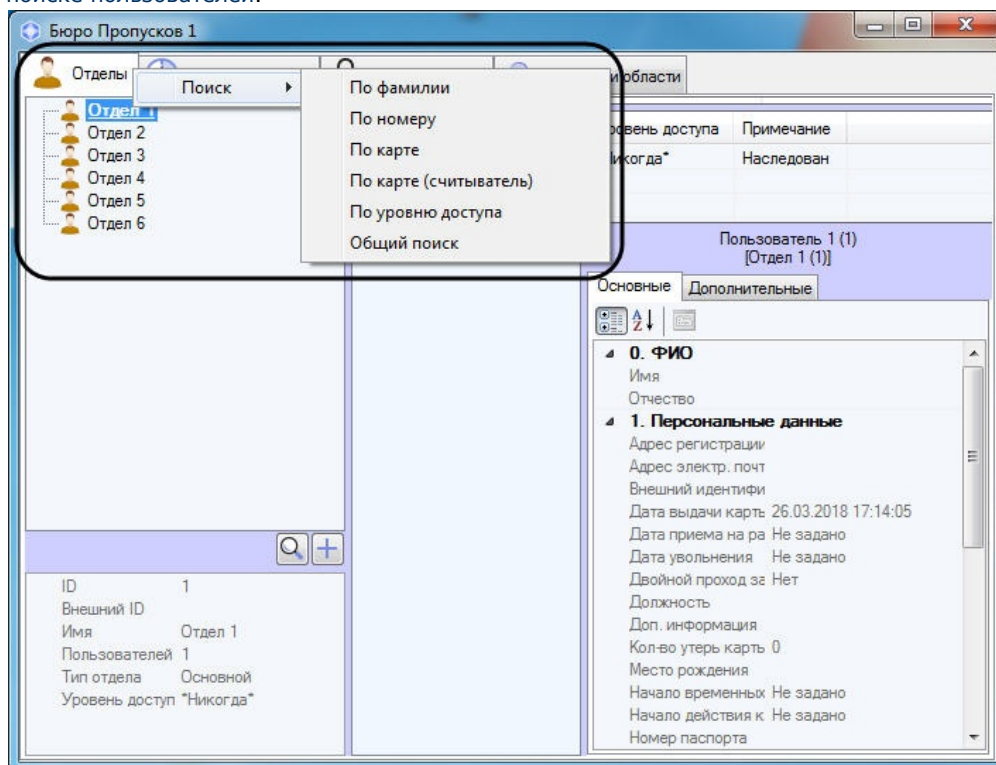 поиске пользователей.
Бюро Пропусков 1
Отделы
и области
Поиск
По фамилии
По номеру
По карте
По карте (считыватель)
По уровню доступа
Общий поиск
Отдел 1
Отдел 2
Отдел 3
Отдел 4
Отдел 5
Отдел 6
доступа Примечание
Наследован
Пользователь 1 (1)
[Отдел 1 (1)]
Основные Дополнительные
0. ФИО
Имя
Отчество
1. Персональные данные
Адрес регистрации
Адрес электр. почт
Внешний идентифи
Дата выдачи карть 26.03.2018 17:14:05
Дата приема на ра Не задано
Дата увольнения Не задано
Двойной проход за Нет
Должность
Доп. информация
Кол-во утерь карть 0
Место рождения
Начало временных Не задано
Начало действия к Не задано
Номер паспорта
ID 1
Внешний ID
Имя Отдел 1
Пользователей 1
Тип отдела Основной
Уровень доступ *Никогда*